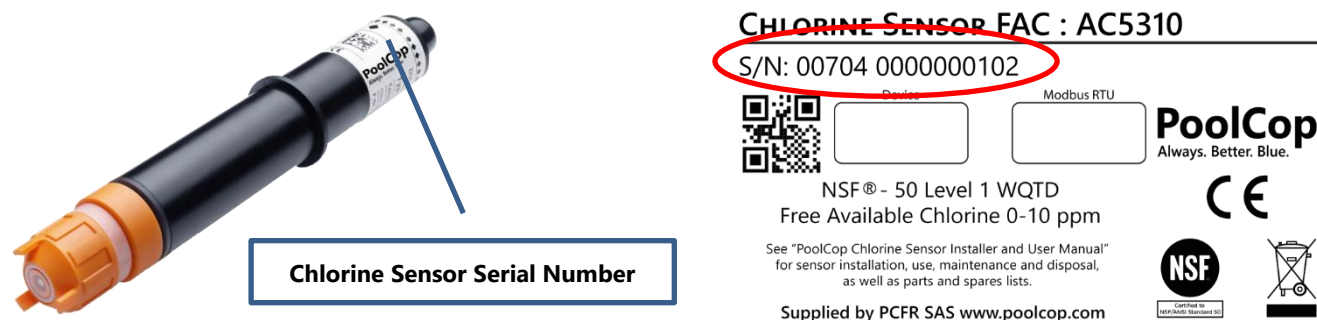 PoolCop
Always. Better. Blue.
Chlorine Sensor Serial Number
CHLORINE SENSOR FAC : AC5310
S/N: 00704 0000000102
Device
Modbus RTU
PoolCop
Always. Better. Blue.
NSF® - 50 Level 1 WQTD
Free Available Chlorine 0-10 ppm
CE
See "PoolCop Chlorine Sensor Installer and User Manual"
for sensor installation, use, maintenance and disposal,
as well as parts and spares lists.
NSF
Certified to
NSF/ANSI Standard 50
Supplied by PCFR SAS www.poolcop.com